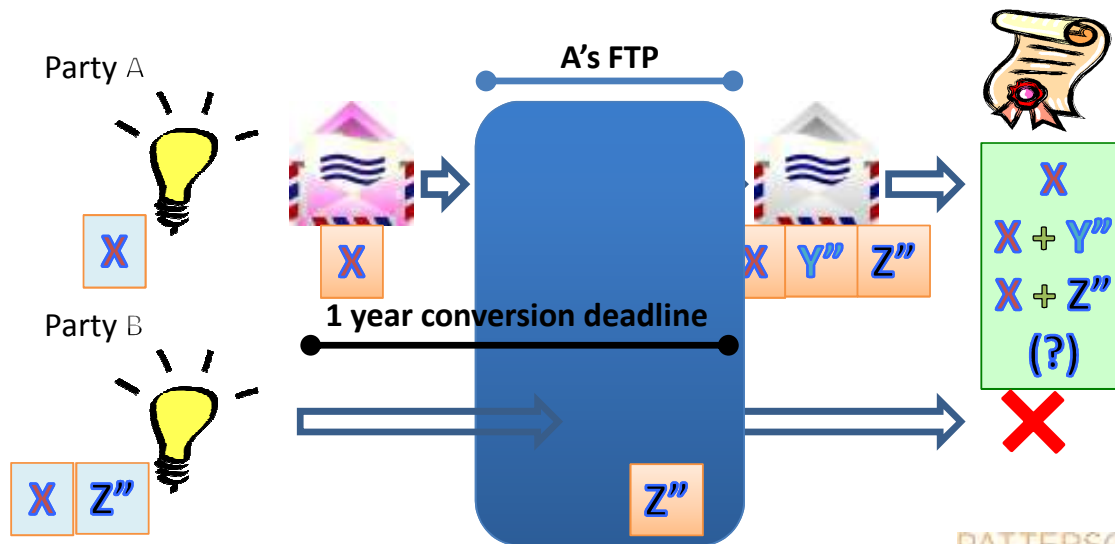 A's FTP
Party A
X
X
X Y” Z”
X
X + Y”
X + Z”
(?)
1 year conversion deadline
Party B
X Z”
Z”